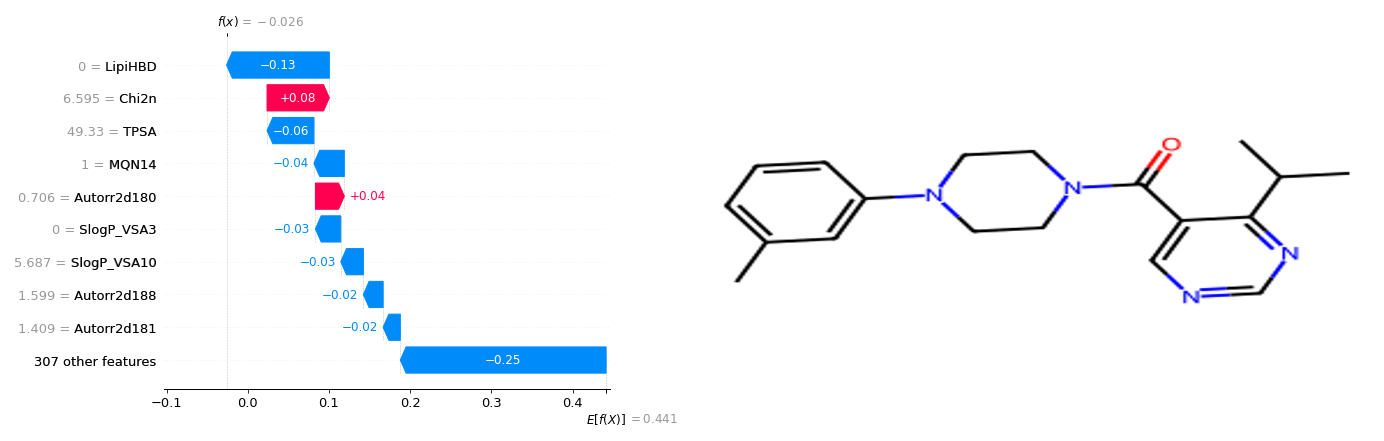 f(x) = −0.026
0 = LipiHBD
−0.13
6.595 = Chi2n
+0.08
49.33 = TPSA
−0.06
1 = MQN14
−0.04
0.706 = Autorr2d180
+0.04
0 = SlogP_VSA3
−0.03
5.687 = SlogP_VSA10
−0.03
1.599 = Autorr2d188
−0.02
1.409 = Autorr2d181
−0.02
307 other features
−0.25
−0.1 0.0 0.1 0.2 0.3 0.4
E[f(X)] = 0.441
O
N
N
N
N